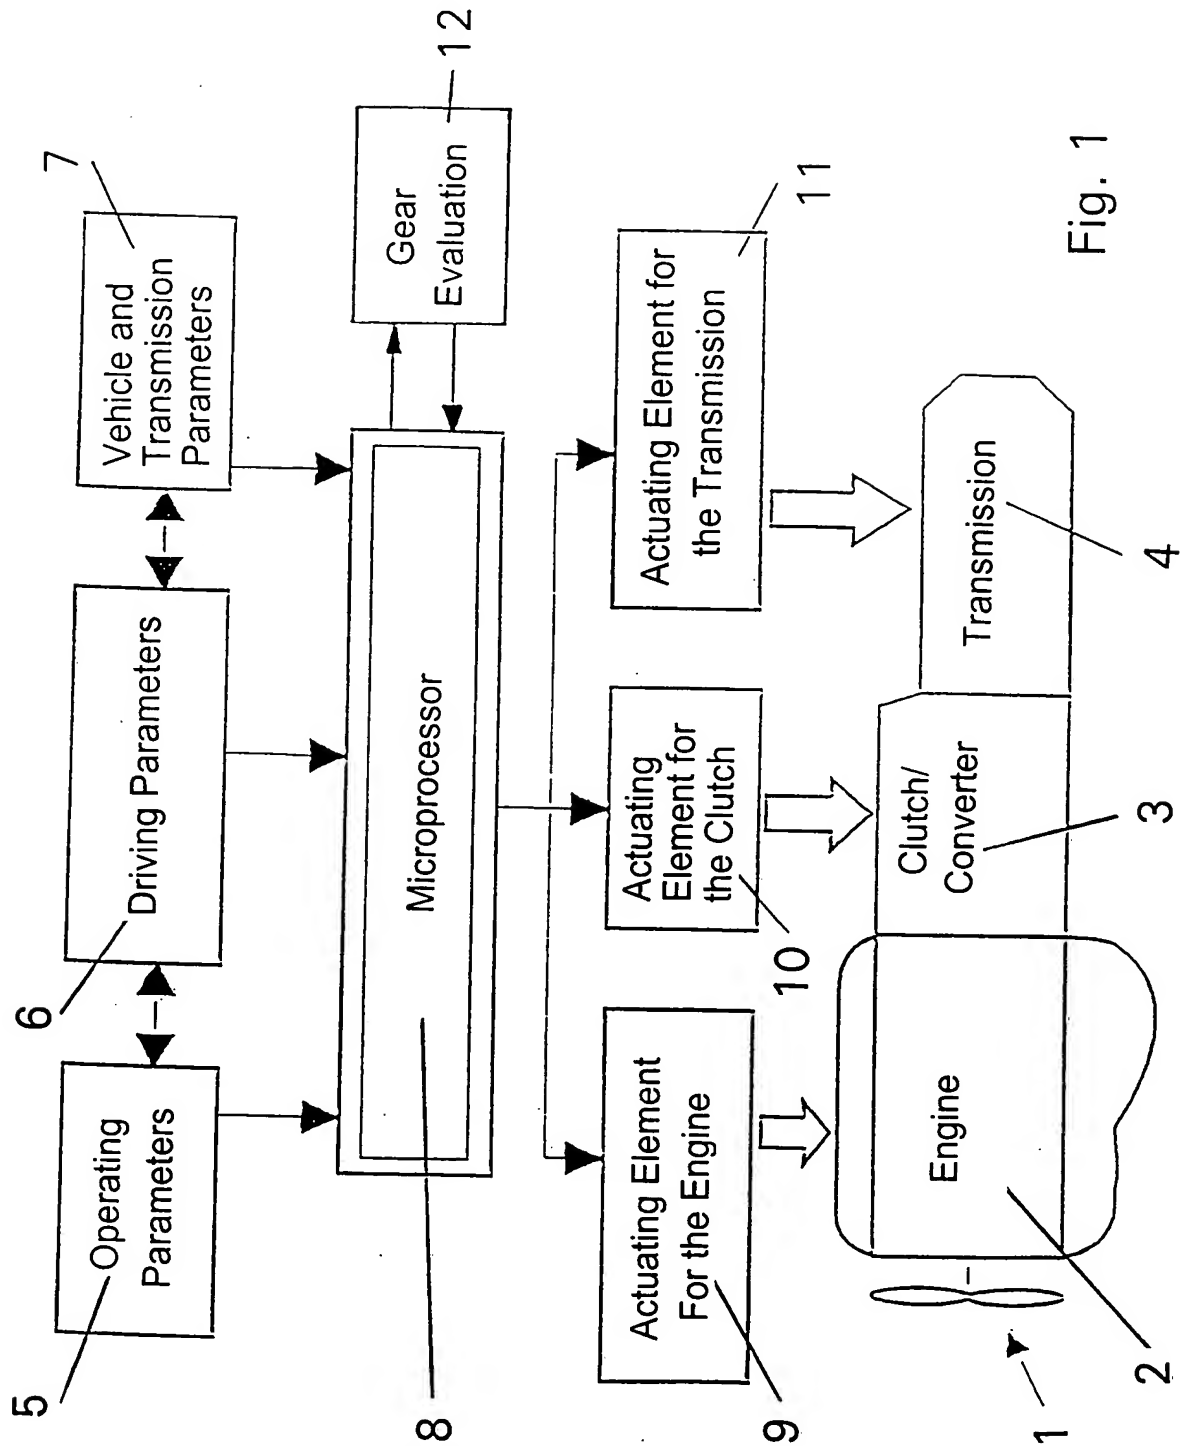 5
Operating
Parameters
6
Driving Parameters
7
Vehicle and
Transmission
Parameters
8
Microprocessor
12
Gear
Evaluation
9
Actuating Element
For the Engine
10
Actuating
Element for
the Clutch
11
Actuating Element for
the Transmission
1
2
Engine
3
Clutch/
Converter
4
Transmission
Fig. 1